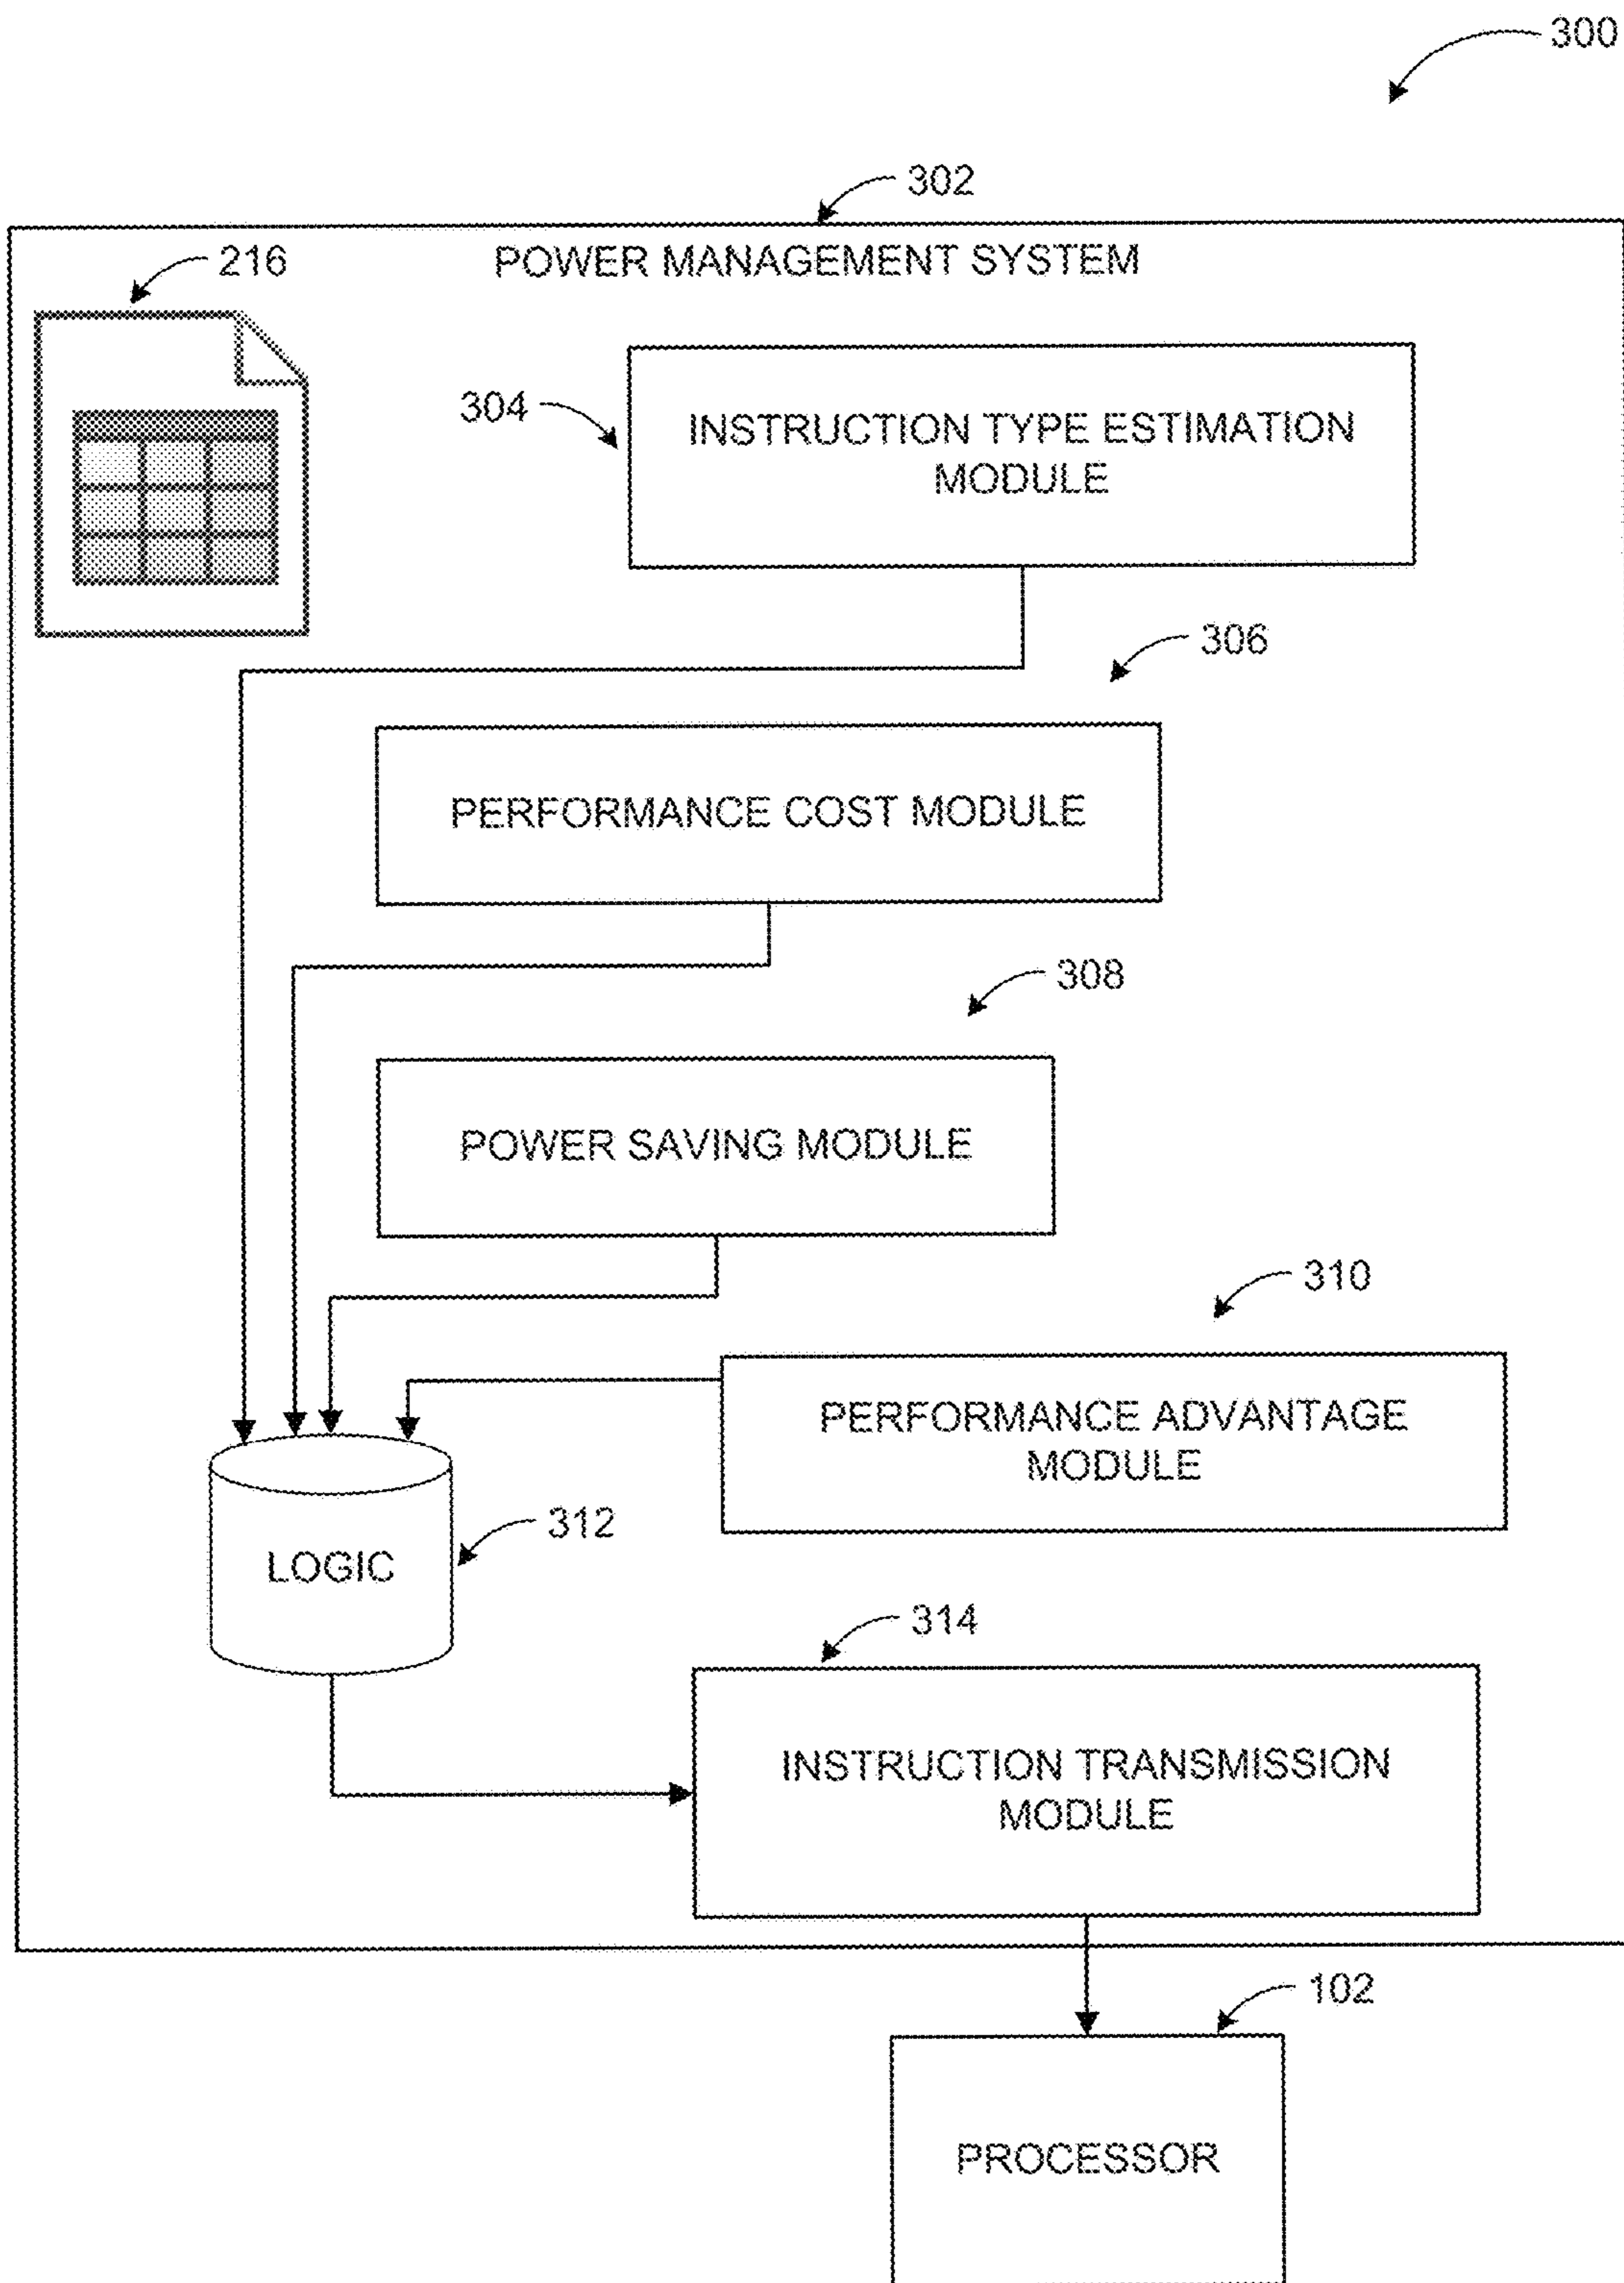 300
302
POWER MANAGEMENT SYSTEM
216
304
INSTRUCTION TYPE ESTIMATION
MODULE
306
PERFORMANCE COST MODULE
308
POWER SAVING MODULE
310
PERFORMANCE ADVANTAGE
MODULE
312
LOGIC
314
INSTRUCTION TRANSMISSION
MODULE
102
PROCESSOR